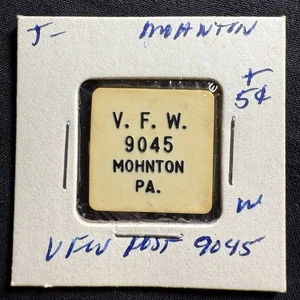 J-
MOHNTON
+
5¢
V. F. W.
9045
MOHNTON
PA.
W
VFW POST 9045